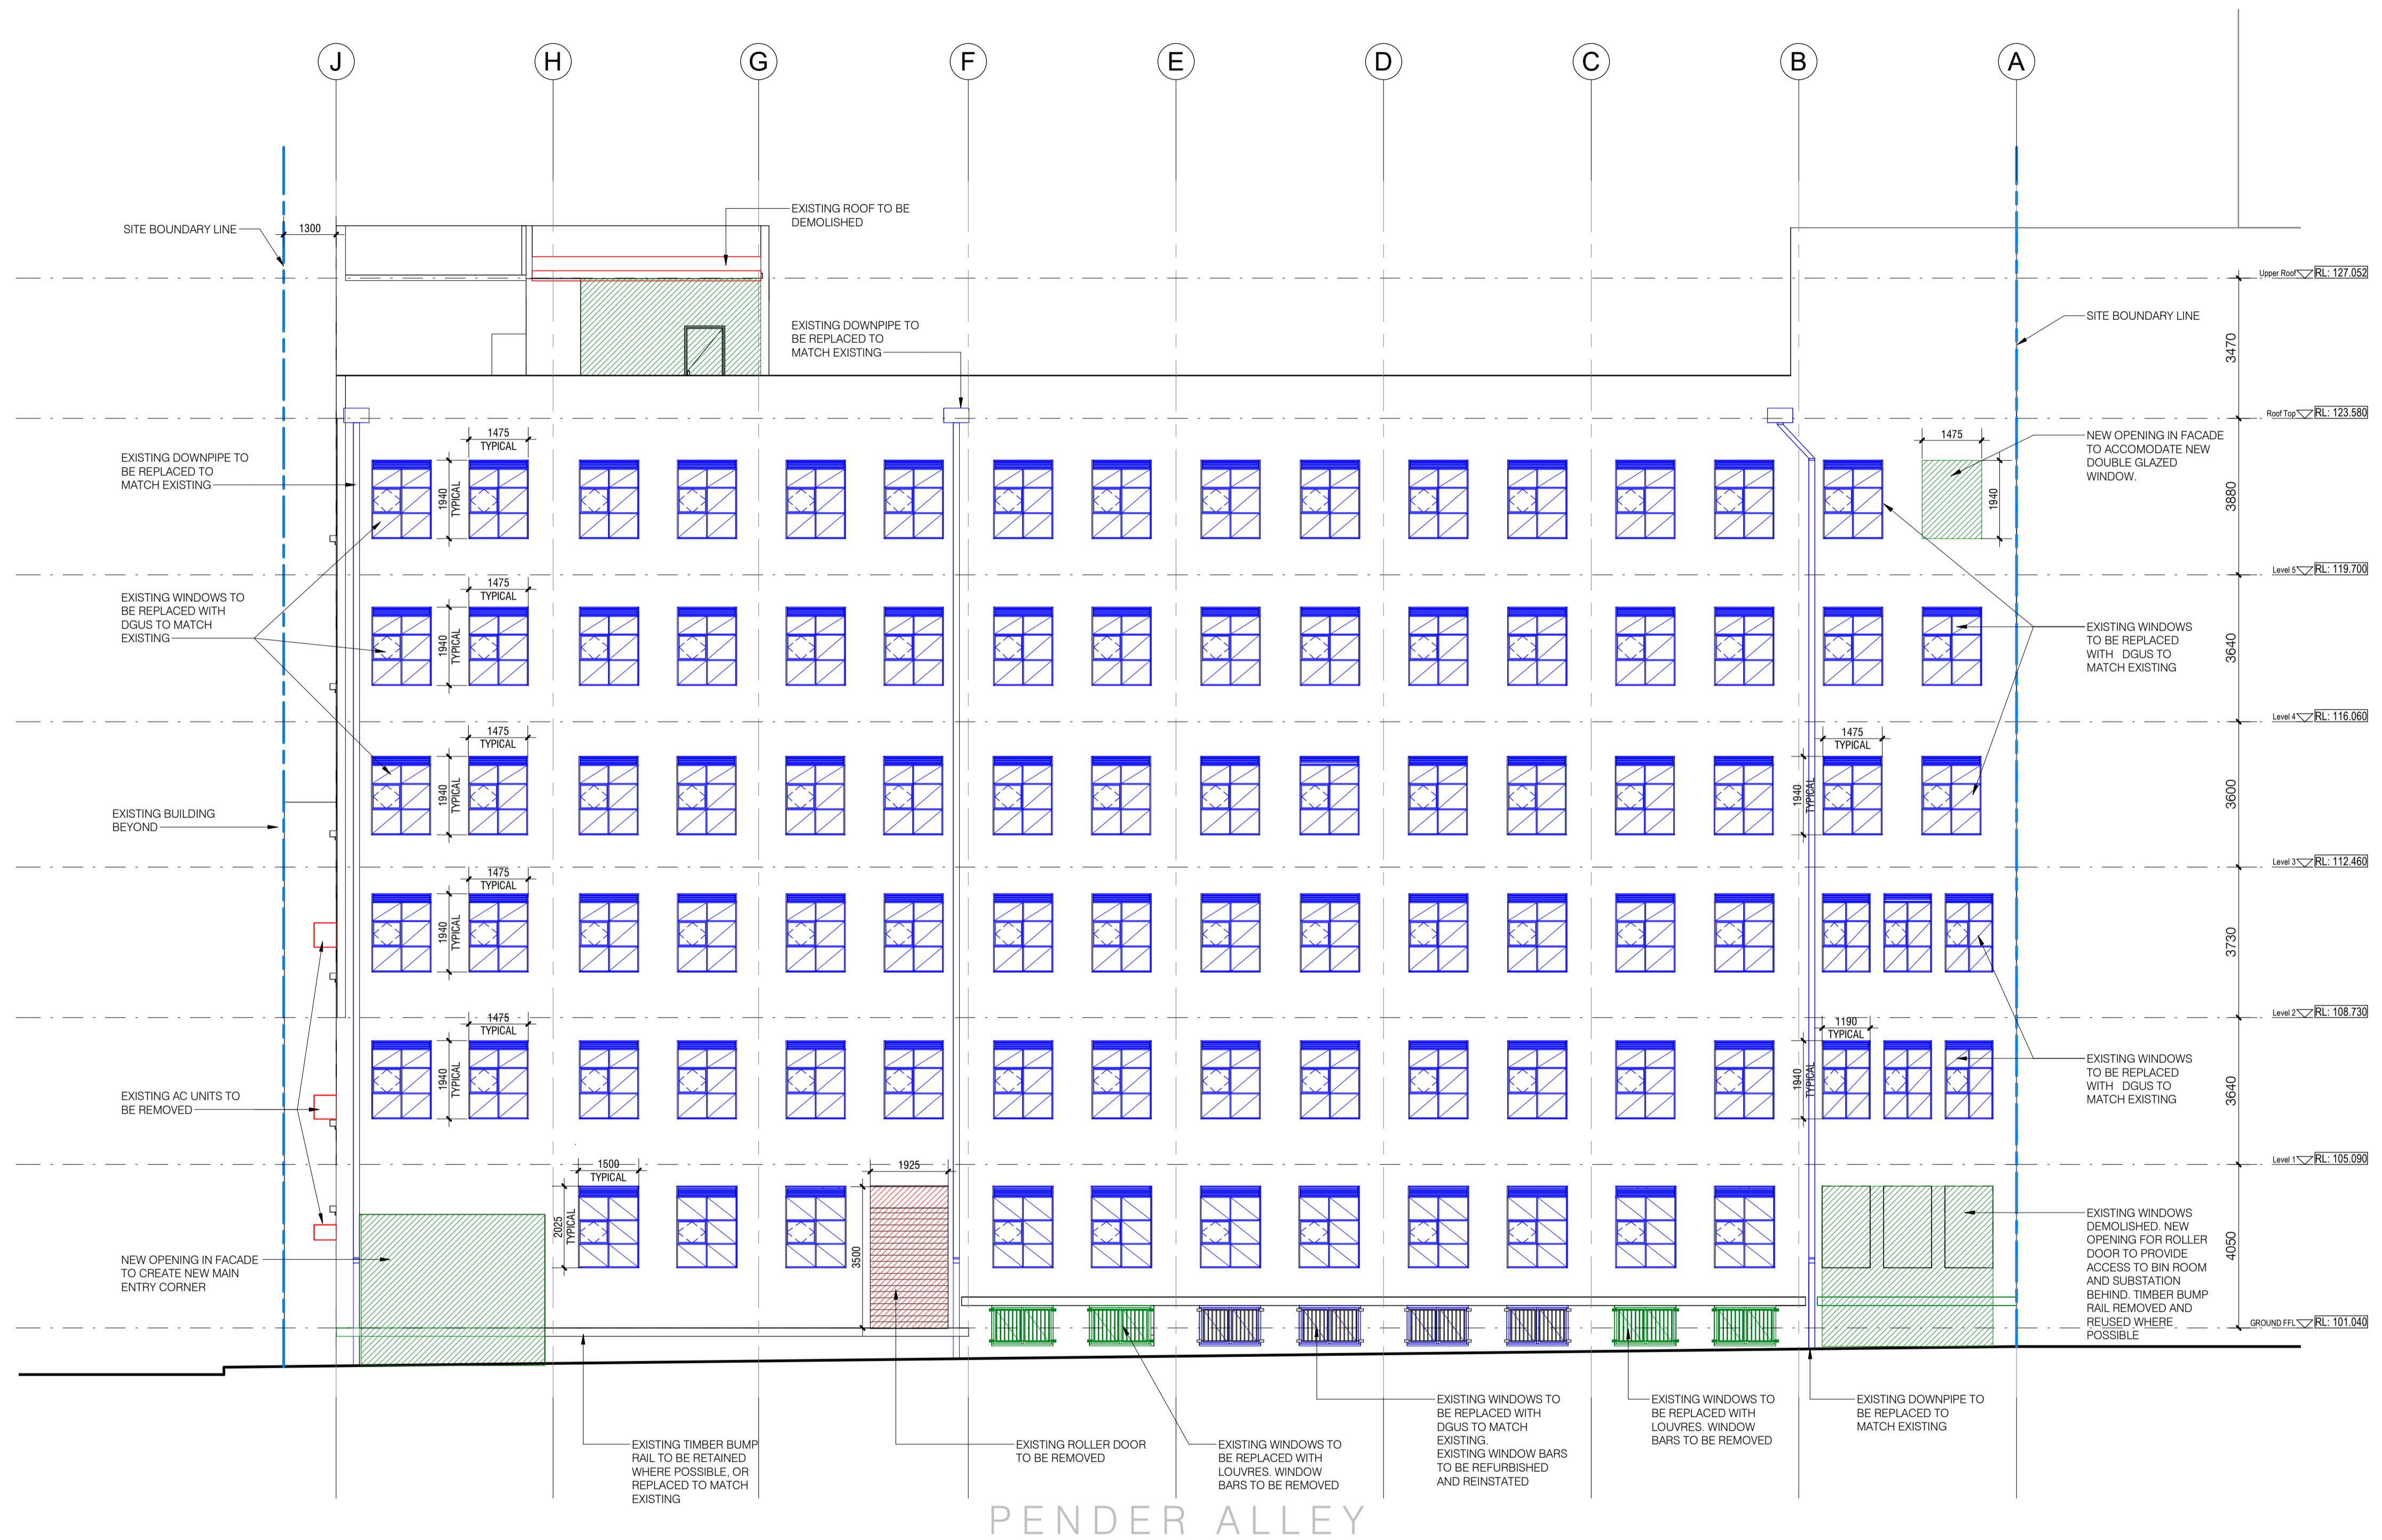 J H G F E D C B A
EXISTING ROOF TO BE
DEMOLISHED
SITE BOUNDARY LINE
1300
Upper Roof RL: 127.052
SITE BOUNDARY LINE
3470
EXISTING DOWNPIPE TO
BE REPLACED TO
MATCH EXISTING
Roof Top RL: 123.580
1475
TYPICAL
1940
TYPICAL
1475
1940
NEW OPENING IN FACADE
TO ACCOMODATE NEW
DOUBLE GLAZED
WINDOW.
EXISTING DOWNPIPE TO
BE REPLACED TO
MATCH EXISTING
3880
Level 5 RL: 119.700
1475
TYPICAL
1940
TYPICAL
EXISTING WINDOWS TO
BE REPLACED WITH
DGUS TO MATCH
EXISTING
EXISTING WINDOWS
TO BE REPLACED
WITH DGUS TO
MATCH EXISTING
3640
Level 4 RL: 116.060
1475
TYPICAL
1940
TYPICAL
1475
TYPICAL
1940
TYPICAL
3600
EXISTING BUILDING
BEYOND
Level 3 RL: 112.460
1475
TYPICAL
1940
TYPICAL
3730
Level 2 RL: 108.730
1475
TYPICAL
1940
TYPICAL
1190
TYPICAL
1940
TYPICAL
EXISTING WINDOWS
TO BE REPLACED
WITH DGUS TO
MATCH EXISTING
3640
EXISTING AC UNITS TO
BE REMOVED
Level 1 RL: 105.090
1500
TYPICAL
2025
TYPICAL
1925
3500
EXISTING WINDOWS
DEMOLISHED. NEW
OPENING FOR ROLLER
DOOR TO PROVIDE
ACCESS TO BIN ROOM
AND SUBSTATION
BEHIND. TIMBER BUMP
RAIL REMOVED AND
REUSED WHERE
POSSIBLE
4050
NEW OPENING IN FACADE
TO CREATE NEW MAIN
ENTRY CORNER
GROUND FFL RL: 101.040
EXISTING TIMBER BUMP
RAIL TO BE RETAINED
WHERE POSSIBLE, OR
REPLACED TO MATCH
EXISTING
EXISTING ROLLER DOOR
TO BE REMOVED
EXISTING WINDOWS TO
BE REPLACED WITH
LOUVRES. WINDOW
BARS TO BE REMOVED
EXISTING WINDOWS TO
BE REPLACED WITH
DGUS TO MATCH
EXISTING.
EXISTING WINDOW BARS
TO BE REFURBISHED
AND REINSTATED
EXISTING WINDOWS TO
BE REPLACED WITH
LOUVRES. WINDOW
BARS TO BE REMOVED
EXISTING DOWNPIPE TO
BE REPLACED TO
MATCH EXISTING
PENDER ALLEY